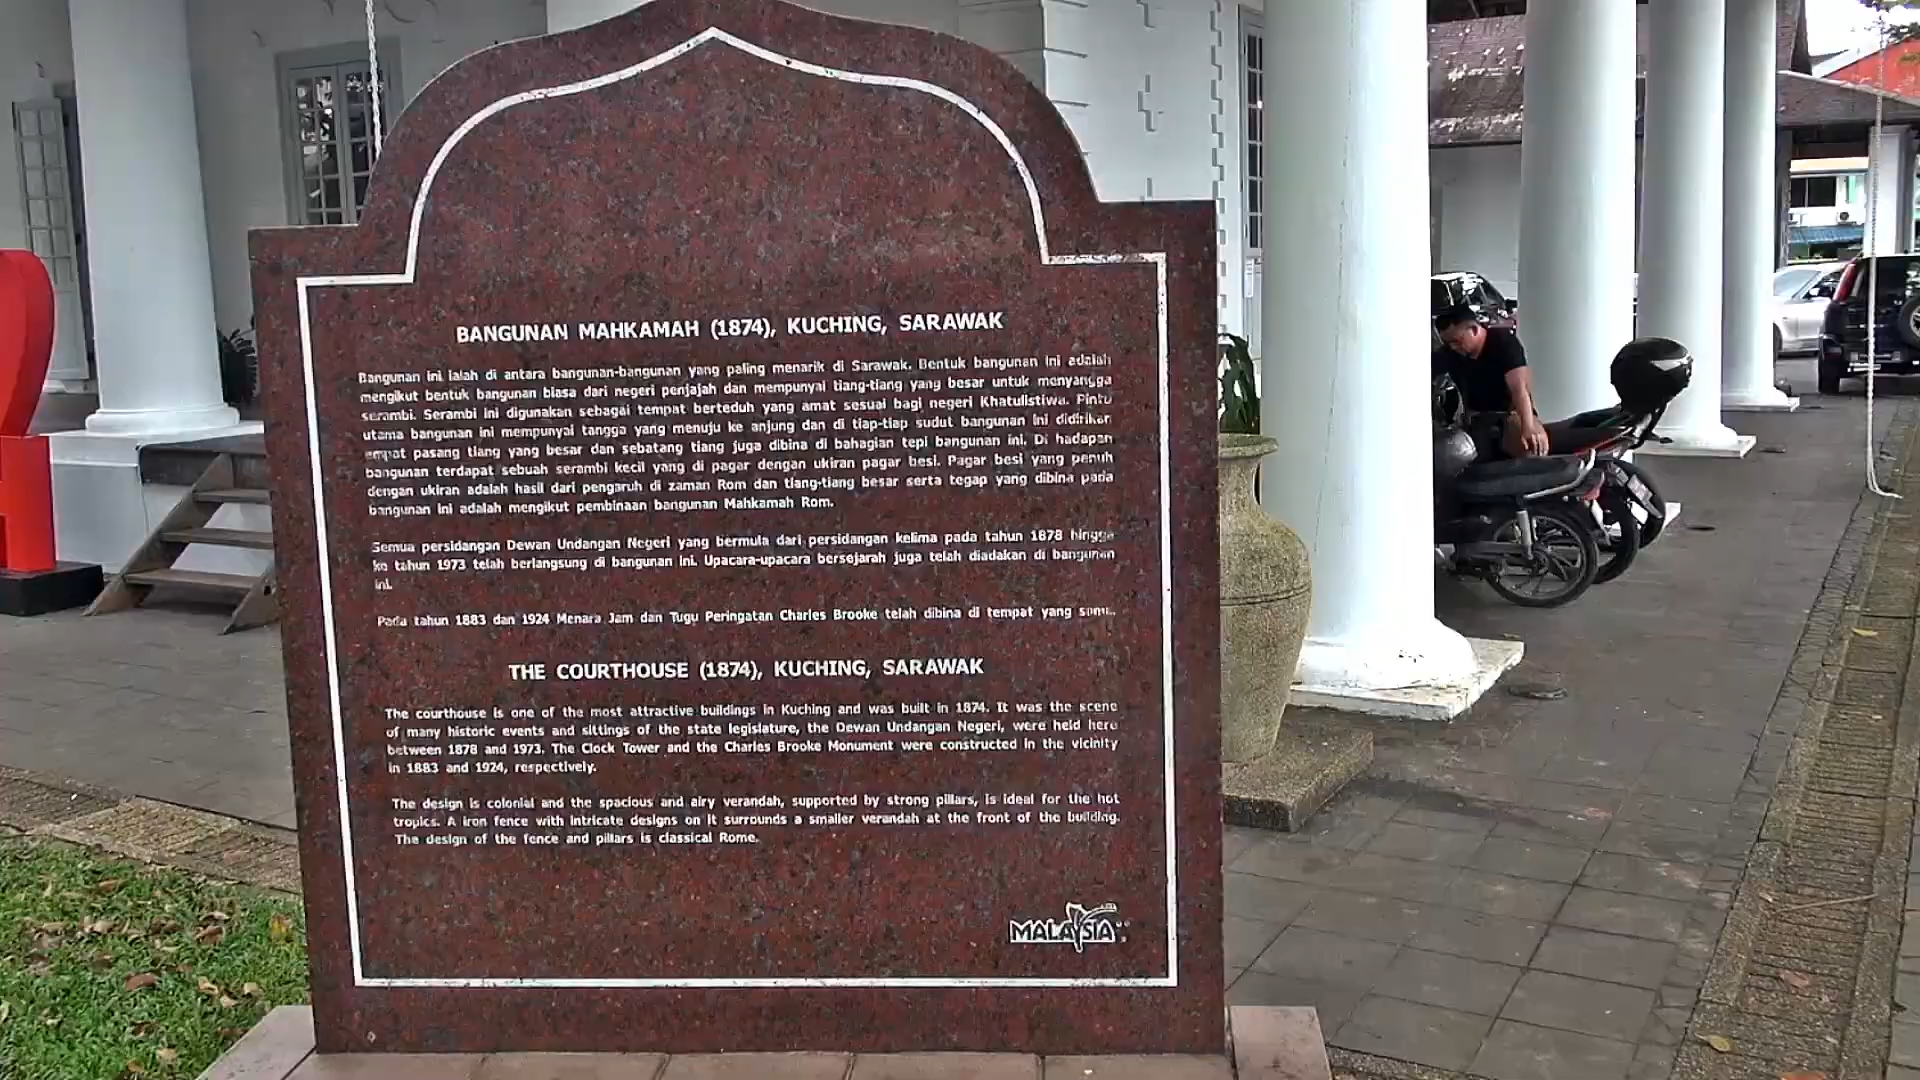 BANGUNAN MAHKAMAH (1874), KUCHING, SARAWAK
Bangunan ini ialah di antara bangunan-bangunan yang paling menarik di Sarawak. Bentuk bangunan ini adalah
mengikut bentuk bangunan biasa dari negeri penjajah dan mempunyai tiang-tiang yang besar untuk menyangga
serambi. Serambi ini digunakan sebagai tempat berteduh yang amat sesuai bagi negeri Khatulistiwa. Pintu
utama bangunan ini mempunyai tangga yang menuju ke anjung dan di tiap-tiap sudut bangunan ini didirikan
empat pasang tiang yang besar dan sebatang tiang juga dibina di bahagian tepi bangunan ini. Di hadapan
bangunan terdapat sebuah serambi kecil yang di pagar dengan ukiran pagar besi. Pagar besi yang penuh
dengan ukiran adalah hasil dari pengaruh di zaman Rom dan tiang-tiang besar serta tegap yang dibina pada
bangunan ini adalah mengikut pembinaan bangunan Mahkamah Rom.
Semua persidangan Dewan Undangan Negeri yang bermula dari persidangan kelima pada tahun 1878 hingga
ke tahun 1973 telah berlangsung di bangunan ini. Upacara-upacara bersejarah juga telah diadakan di bangunan
ini.
Pada tahun 1883 dan 1924 Menara Jam dan Tugu Peringatan Charles Brooke telah dibina di tempat yang sama.
THE COURTHOUSE (1874), KUCHING, SARAWAK
The courthouse is one of the most attractive buildings in Kuching and was built in 1874. It was the scene
of many historic events and sittings of the state legislature, the Dewan Undangan Negeri, were held here
between 1878 and 1973. The Clock Tower and the Charles Brooke Monument were constructed in the vicinity
in 1883 and 1924, respectively.
The design is colonial and the spacious and airy verandah, supported by strong pillars, is ideal for the hot
tropics. A iron fence with intricate designs on it surrounds a smaller verandah at the front of the building.
The design of the fence and pillars is classical Rome.
MALAYSIA